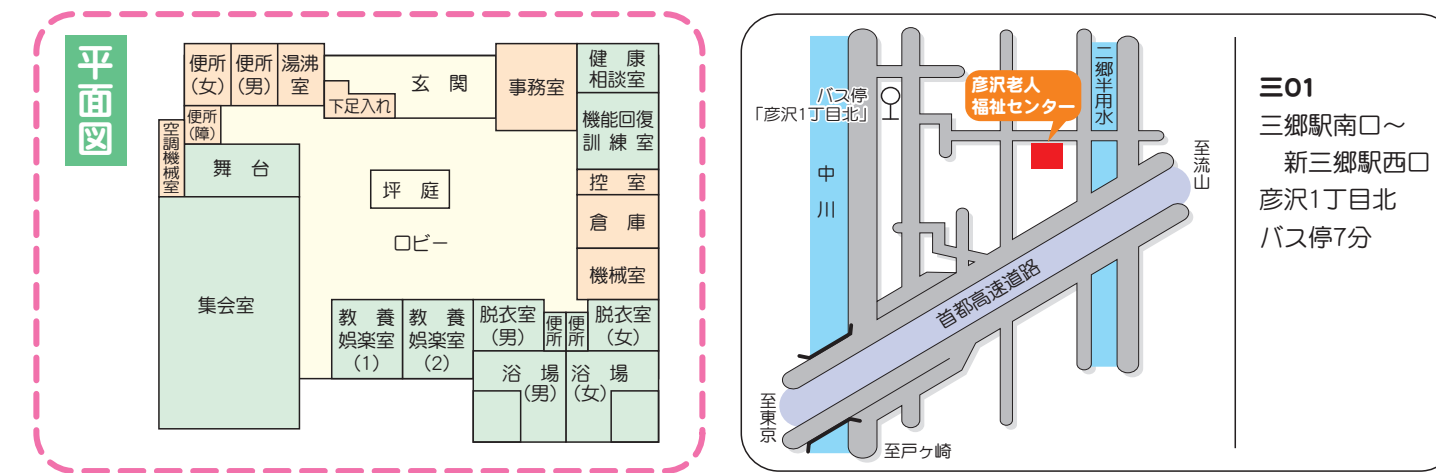 平面図
便所
(女)
便所
(男)
湯沸
室
玄関
下足入れ
事務室
健康
相談室
便所
(障)
空調機械室
舞台
機能回復
訓練室
控室
坪庭
倉庫
ロビー
機械室
集会室
教養
娯楽室
(1)
教養
娯楽室
(2)
脱衣室
(男)
便所
便所
脱衣室
(女)
浴場
(男)
浴場
(女)
バス停
「彦沢1丁目北」
彦沢老人
福祉センター
二郷半用水
中川
至流山
首都高速道路
至東京
至戸ヶ崎
三01
三郷駅南口～
新三郷駅西口
彦沢1丁目北
バス停7分